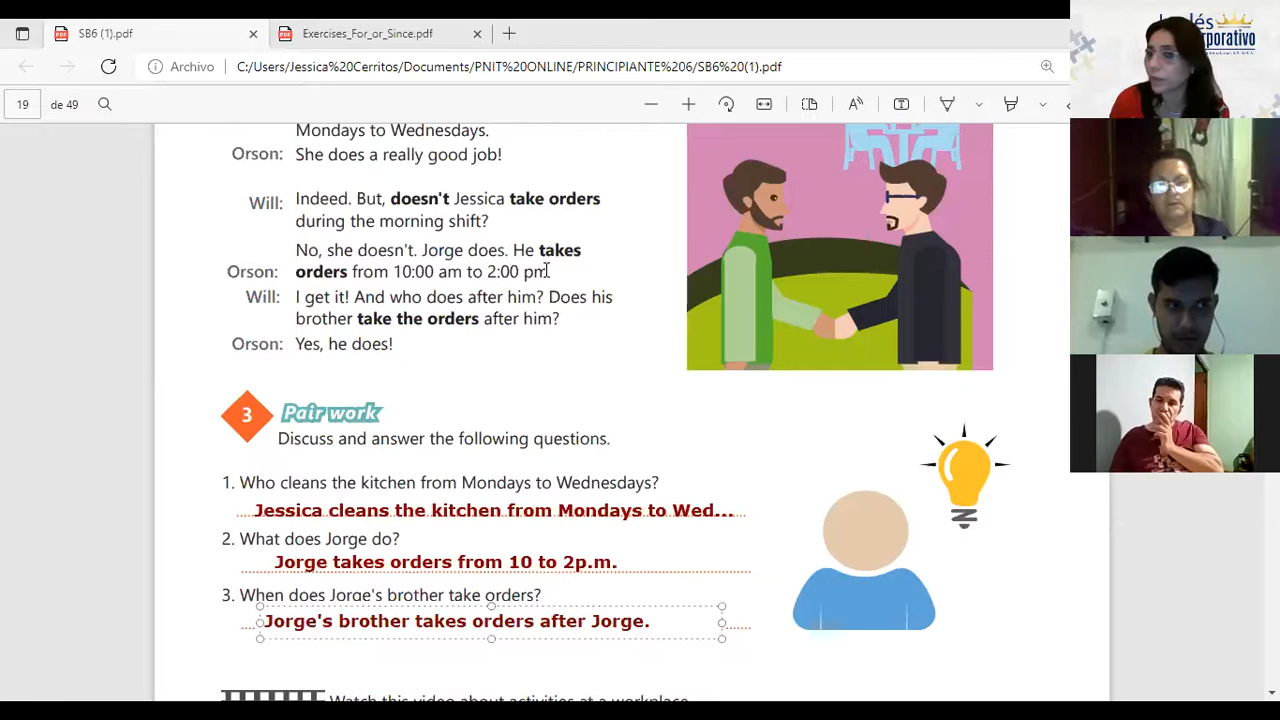 SB6 (1).pdf
Exercises_For_or_Since.pdf
Archivo
C:/Users/Jessica%20Cerritos/Documents/PNIT%20ONLINE/PRINCIPIANTE%206/SB6%20(1).pdf
19 de 49
Mondays to Wednesdays.
Orson: She does a really good job!
Will: Indeed. But, doesn't Jessica take orders
during the morning shift?
No, she doesn't. Jorge does. He takes
Orson: orders from 10:00 am to 2:00 pm
Will: I get it! And who does after him? Does his
brother take the orders after him?
Orson: Yes, he does!
3 Pair work
Discuss and answer the following questions.
1. Who cleans the kitchen from Mondays to Wednesdays?
Jessica cleans the kitchen from Mondays to Wed...
2. What does Jorge do?
Jorge takes orders from 10 to 2p.m.
3. When does Jorge's brother take orders?
Jorge's brother takes orders after Jorge.
Watch this video about activities at a workplace